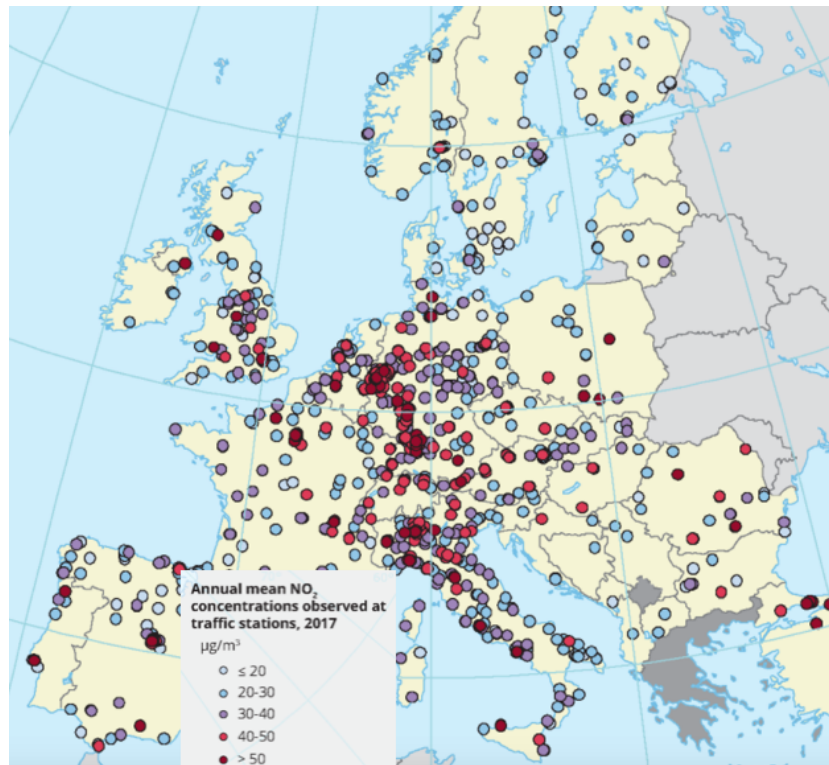 Annual mean NO₂
concentrations observed at
traffic stations, 2017
µg/m³
≤ 20
20-30
30-40
40-50
> 50